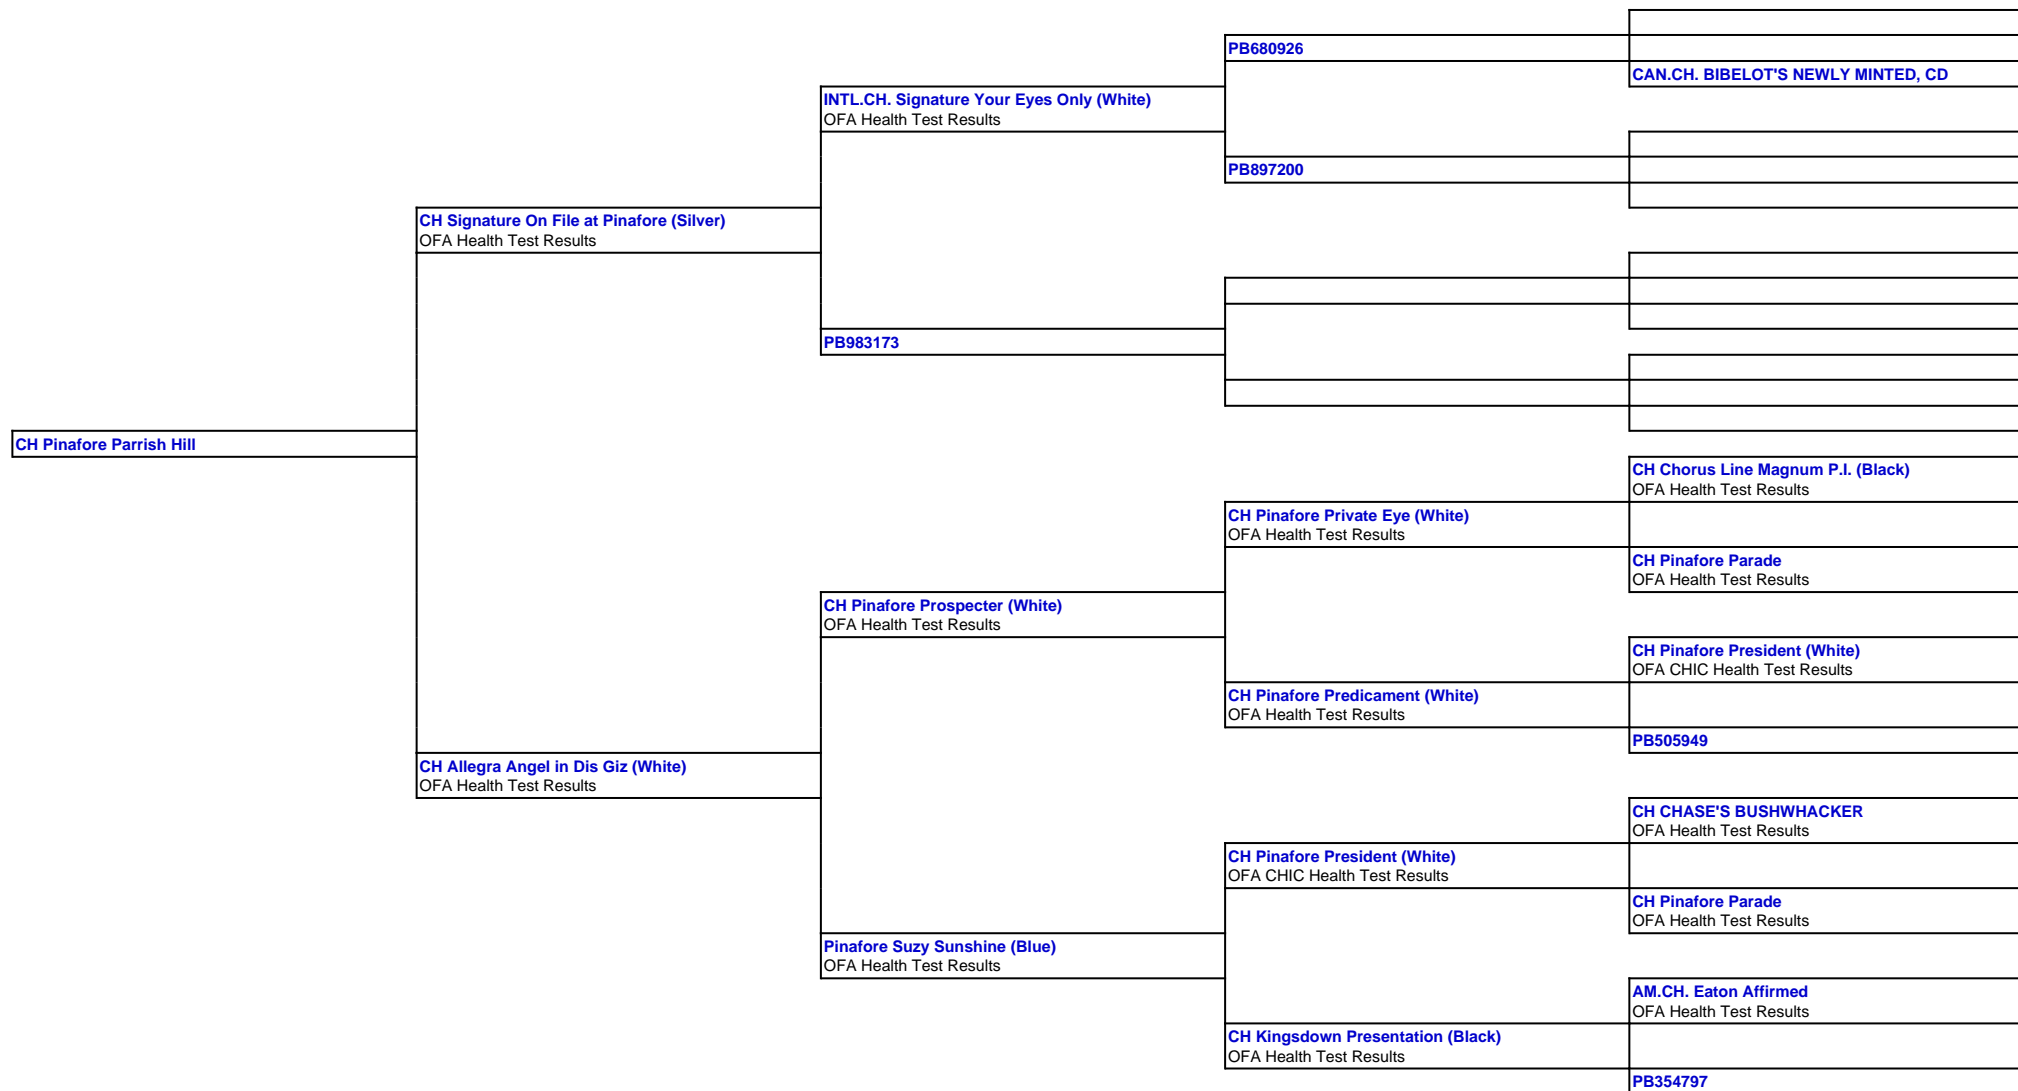 PB680926
CAN.CH. BIBELOT'S NEWLY MINTED, CD
INTL.CH. Signature Your Eyes Only (White)
OFA Health Test Results
PB897200
CH Signature On File at Pinafore (Silver)
OFA Health Test Results
PB983173
CH Pinafore Parrish Hill
CH Chorus Line Magnum P.I. (Black)
OFA Health Test Results
CH Pinafore Private Eye (White)
OFA Health Test Results
CH Pinafore Parade
OFA Health Test Results
CH Pinafore Prospecter (White)
OFA Health Test Results
CH Pinafore President (White)
OFA CHIC Health Test Results
CH Pinafore Predicament (White)
OFA Health Test Results
PB505949
CH Allegra Angel in Dis Giz (White)
OFA Health Test Results
CH CHASE'S BUSHWHACKER
OFA Health Test Results
CH Pinafore President (White)
OFA CHIC Health Test Results
CH Pinafore Parade
OFA Health Test Results
Pinafore Suzy Sunshine (Blue)
OFA Health Test Results
AM.CH. Eaton Affirmed
OFA Health Test Results
CH Kingsdown Presentation (Black)
OFA Health Test Results
PB354797